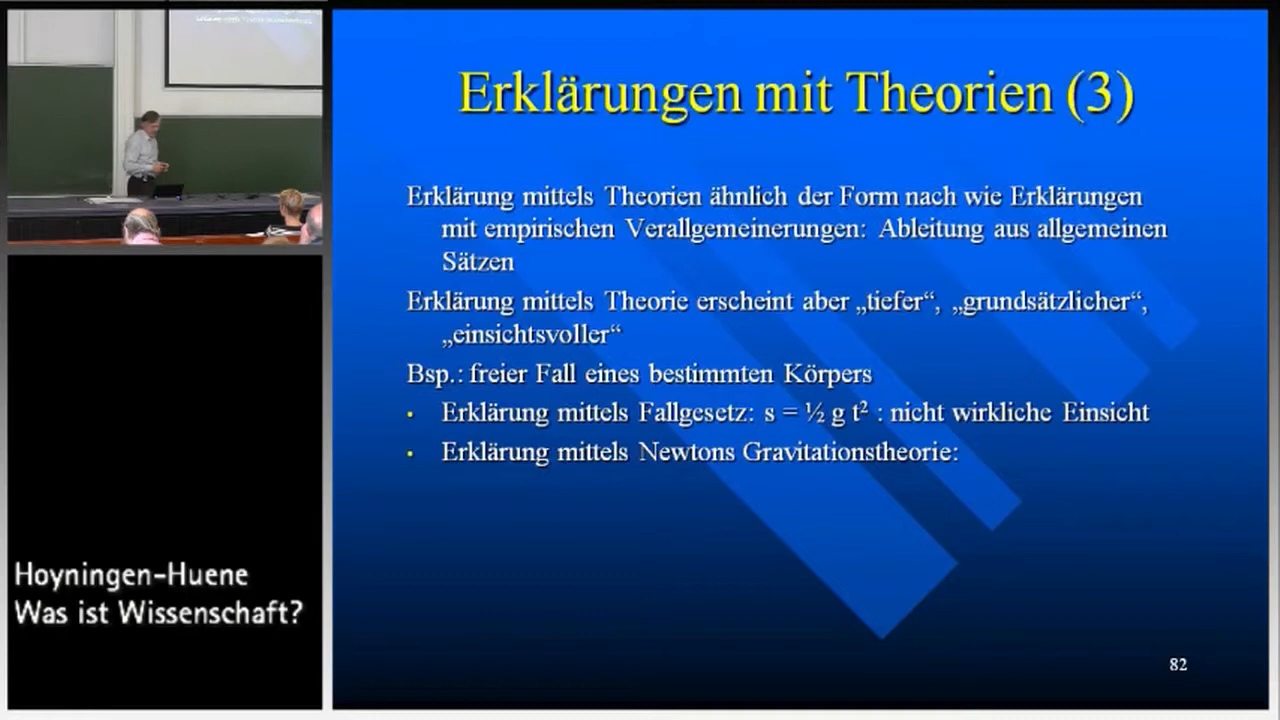 Erklärungen mit Theorien (3)
Erklärung mittels Theorien ähnlich der Form nach wie Erklärungen
mit empirischen Verallgemeinerungen: Ableitung aus allgemeinen
Sätzen
Erklärung mittels Theorie erscheint aber „tiefer“, „grundsätzlicher“,
„einsichtsvoller“
Bsp.: freier Fall eines bestimmten Körpers
▪ Erklärung mittels Fallgesetz: s = ½ g t² : nicht wirkliche Einsicht
▪ Erklärung mittels Newtons Gravitationstheorie:
82
Hoyningen-Huene
Was ist Wissenschaft?